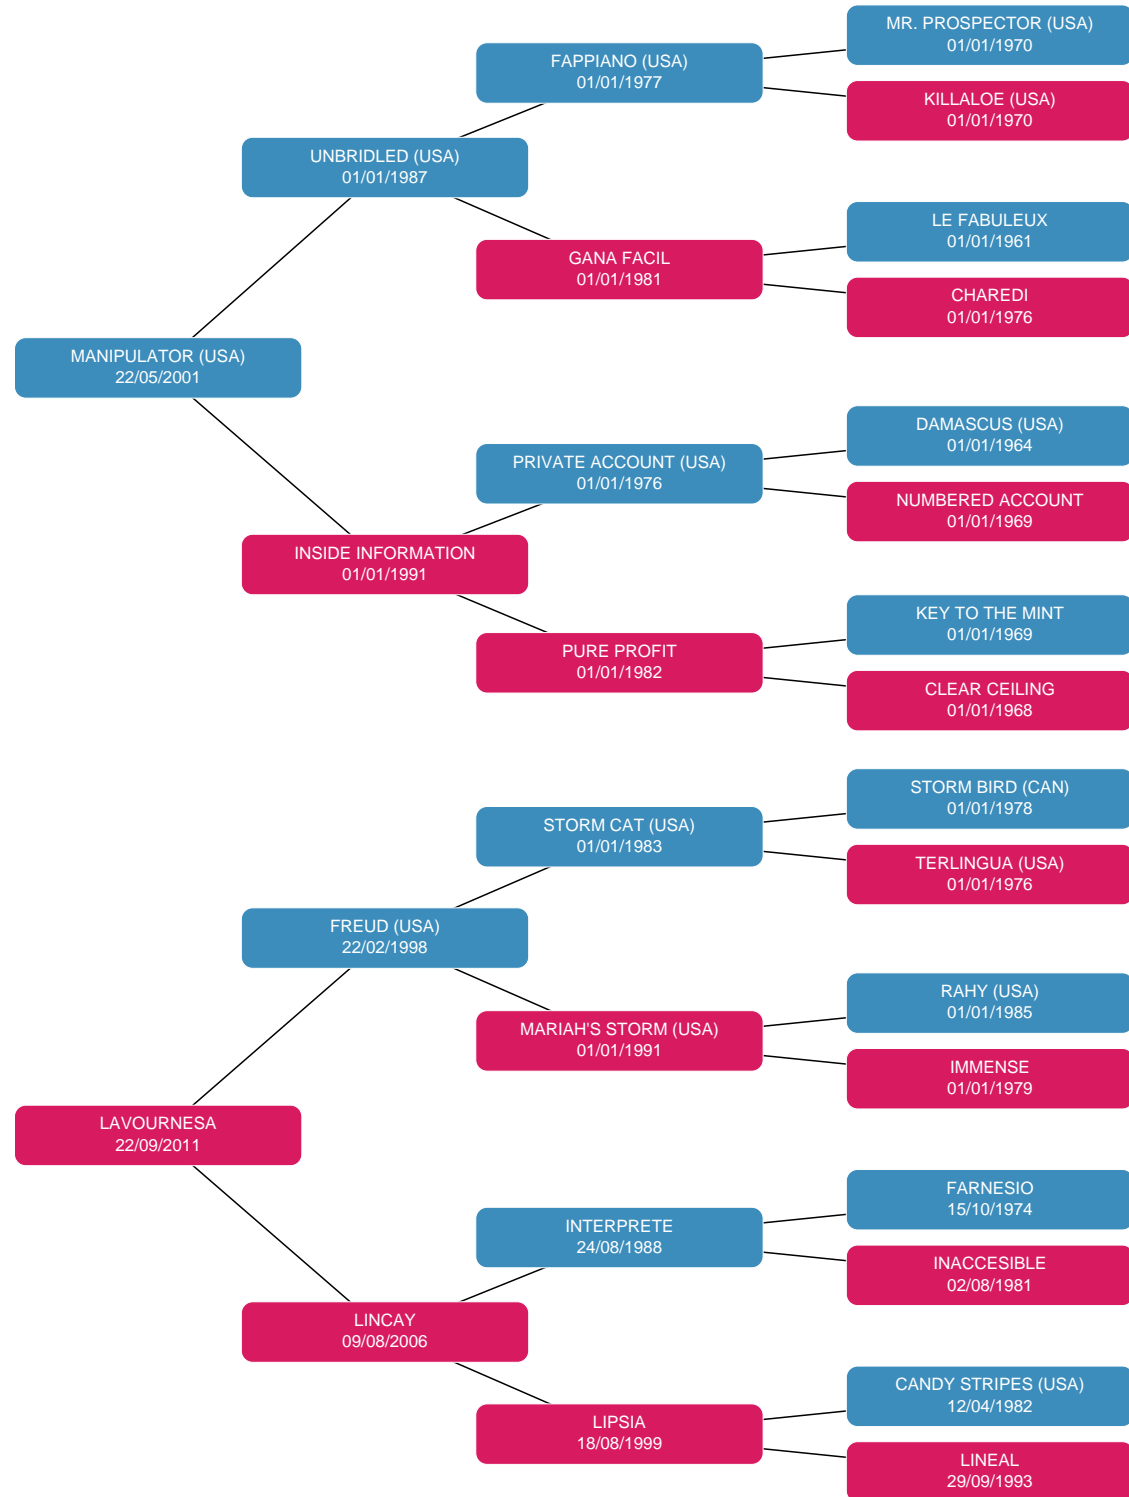 MR. PROSPECTOR (USA)
01/01/1970
FAPPIANO (USA)
01/01/1977
KILLALOE (USA)
01/01/1970
UNBRIDLED (USA)
01/01/1987
LE FABULEUX
01/01/1961
GANA FACIL
01/01/1981
CHAREDI
01/01/1976
MANIPULATOR (USA)
22/05/2001
DAMASCUS (USA)
01/01/1964
PRIVATE ACCOUNT (USA)
01/01/1976
NUMBERED ACCOUNT
01/01/1969
INSIDE INFORMATION
01/01/1991
KEY TO THE MINT
01/01/1969
PURE PROFIT
01/01/1982
CLEAR CEILING
01/01/1968
STORM BIRD (CAN)
01/01/1978
STORM CAT (USA)
01/01/1983
TERLINGUA (USA)
01/01/1976
FREUD (USA)
22/02/1998
RAHY (USA)
01/01/1985
MARIAH'S STORM (USA)
01/01/1991
IMMENSE
01/01/1979
LAVOURNESA
22/09/2011
FARNESIO
15/10/1974
INTERPRETE
24/08/1988
INACCESIBLE
02/08/1981
LINCAY
09/08/2006
CANDY STRIPES (USA)
12/04/1982
LIPSIA
18/08/1999
LINEAL
29/09/1993